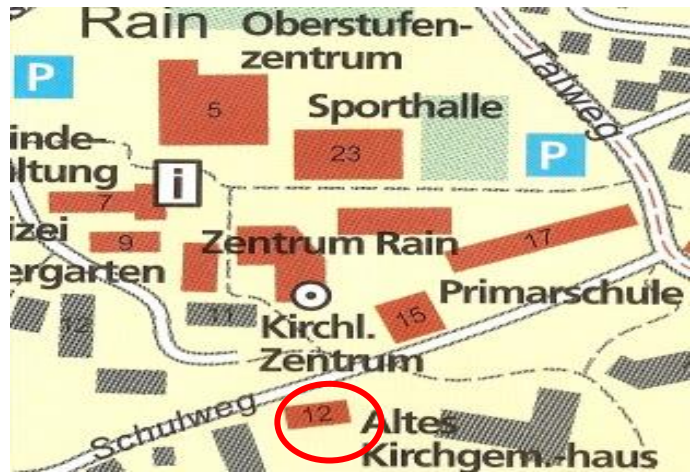 Rain
Oberstufen-
zentrum
P
5
Sporthalle
Talweg
23
P
inde-
ltung
i
7
izei
9
ergarten
Zentrum Rain
17
Primarschule
12
11
Kirchl.
Zentrum
15
Schulweg
12
Altes
Kirchgem.-haus